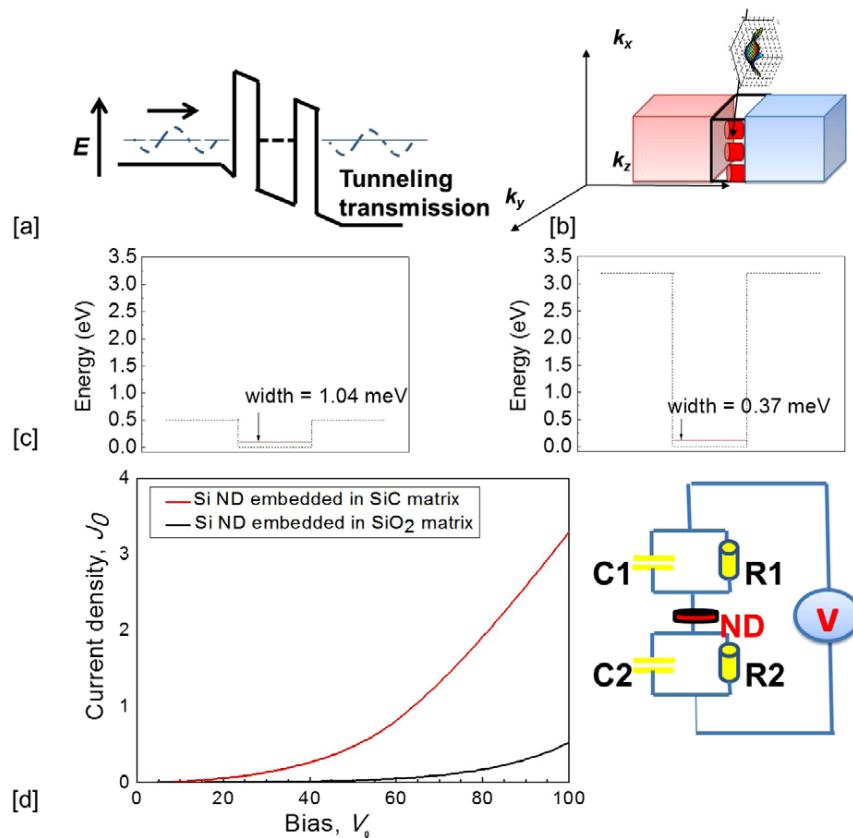 E
Tunneling
transmission
[a]
kx
kz
ky
[b]
3.5
3.0
2.5
2.0
1.5
1.0
0.5
0.0
Energy (eV)
width = 1.04 meV
[c]
3.5
3.0
2.5
2.0
1.5
1.0
0.5
0.0
Energy (eV)
width = 0.37 meV
4
3
2
1
0
Current density, J0
Si ND embedded in SiC matrix
Si ND embedded in SiO2 matrix
0 20 40 60 80 100
Bias, V0
[d]
C1 R1
ND
V
C2 R2